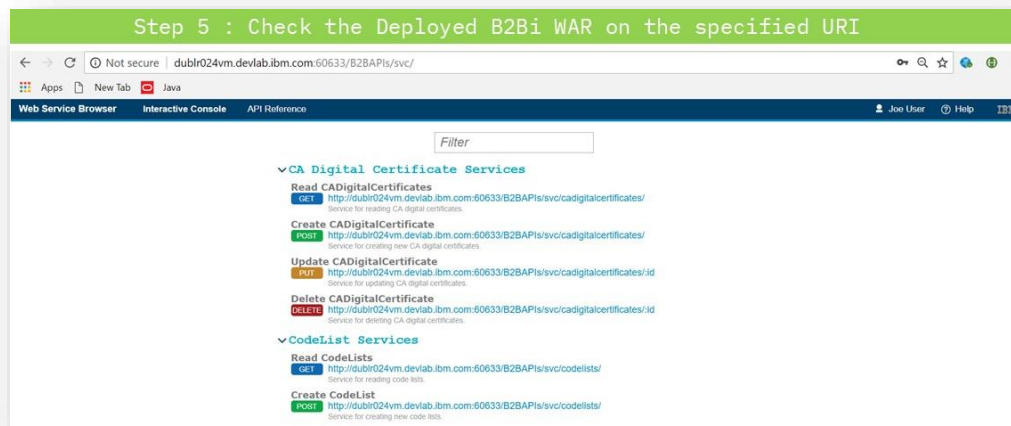 Step 5 : Check the Deployed B2Bi WAR on the specified URI
Not secure | dublr024vm.devlab.ibm.com:60633/B2BAPIs/svc/
Apps New Tab Java
Web Service Browser Interactive Console API Reference Joe User Help IBM
Filter
CA Digital Certificate Services
Read CADigitalCertificates
GET http://dublr024vm.devlab.ibm.com:60633/B2BAPIs/svc/cadigitalcertificates/
Service for reading CA digital certificates.
Create CADigitalCertificate
POST http://dublr024vm.devlab.ibm.com:60633/B2BAPIs/svc/cadigitalcertificates/
Service for creating new CA digital certificates.
Update CADigitalCertificate
PUT http://dublr024vm.devlab.ibm.com:60633/B2BAPIs/svc/cadigitalcertificates/:id
Service for updating CA digital certificates.
Delete CADigitalCertificate
DELETE http://dublr024vm.devlab.ibm.com:60633/B2BAPIs/svc/cadigitalcertificates/:id
Service for deleting CA digital certificates.
CodeList Services
Read CodeLists
GET http://dublr024vm.devlab.ibm.com:60633/B2BAPIs/svc/codelists/
Service for reading code lists.
Create CodeList
POST http://dublr024vm.devlab.ibm.com:60633/B2BAPIs/svc/codelists/
Service for creating new code lists.